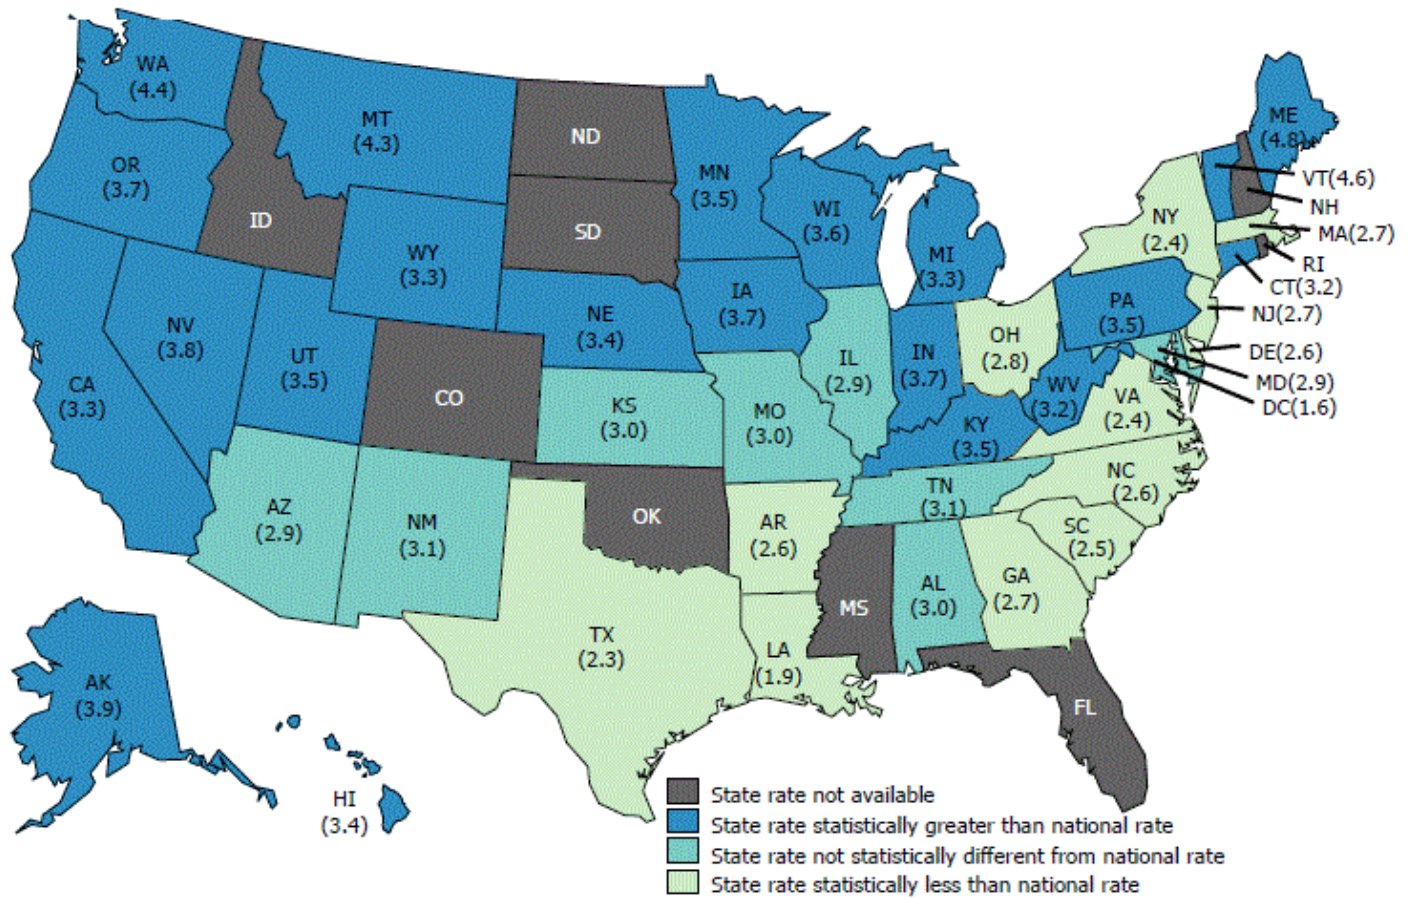 WA
(4.4)
MT
(4.3)
ND
OR
(3.7)
ID
MN
(3.5)
ME
(4.8)
VT(4.6)
NH
WI
(3.6)
NY
(2.4)
MA(2.7)
SD
WY
(3.3)
MI
(3.3)
RI
CT(3.2)
IA
(3.7)
PA
(3.5)
NJ(2.7)
NE
(3.4)
NV
(3.8)
UT
(3.5)
OH
(2.8)
DE(2.6)
IL
(2.9)
IN
(3.7)
MD(2.9)
CA
(3.3)
CO
WV
(3.2)
VA
(2.4)
DC(1.6)
KS
(3.0)
MO
(3.0)
KY
(3.5)
NC
(2.6)
TN
(3.1)
AZ
(2.9)
NM
(3.1)
OK
AR
(2.6)
SC
(2.5)
MS
AL
(3.0)
GA
(2.7)
TX
(2.3)
LA
(1.9)
AK
(3.9)
FL
HI
(3.4)
State rate not available
State rate statistically greater than national rate
State rate not statistically different from national rate
State rate statistically less than national rate